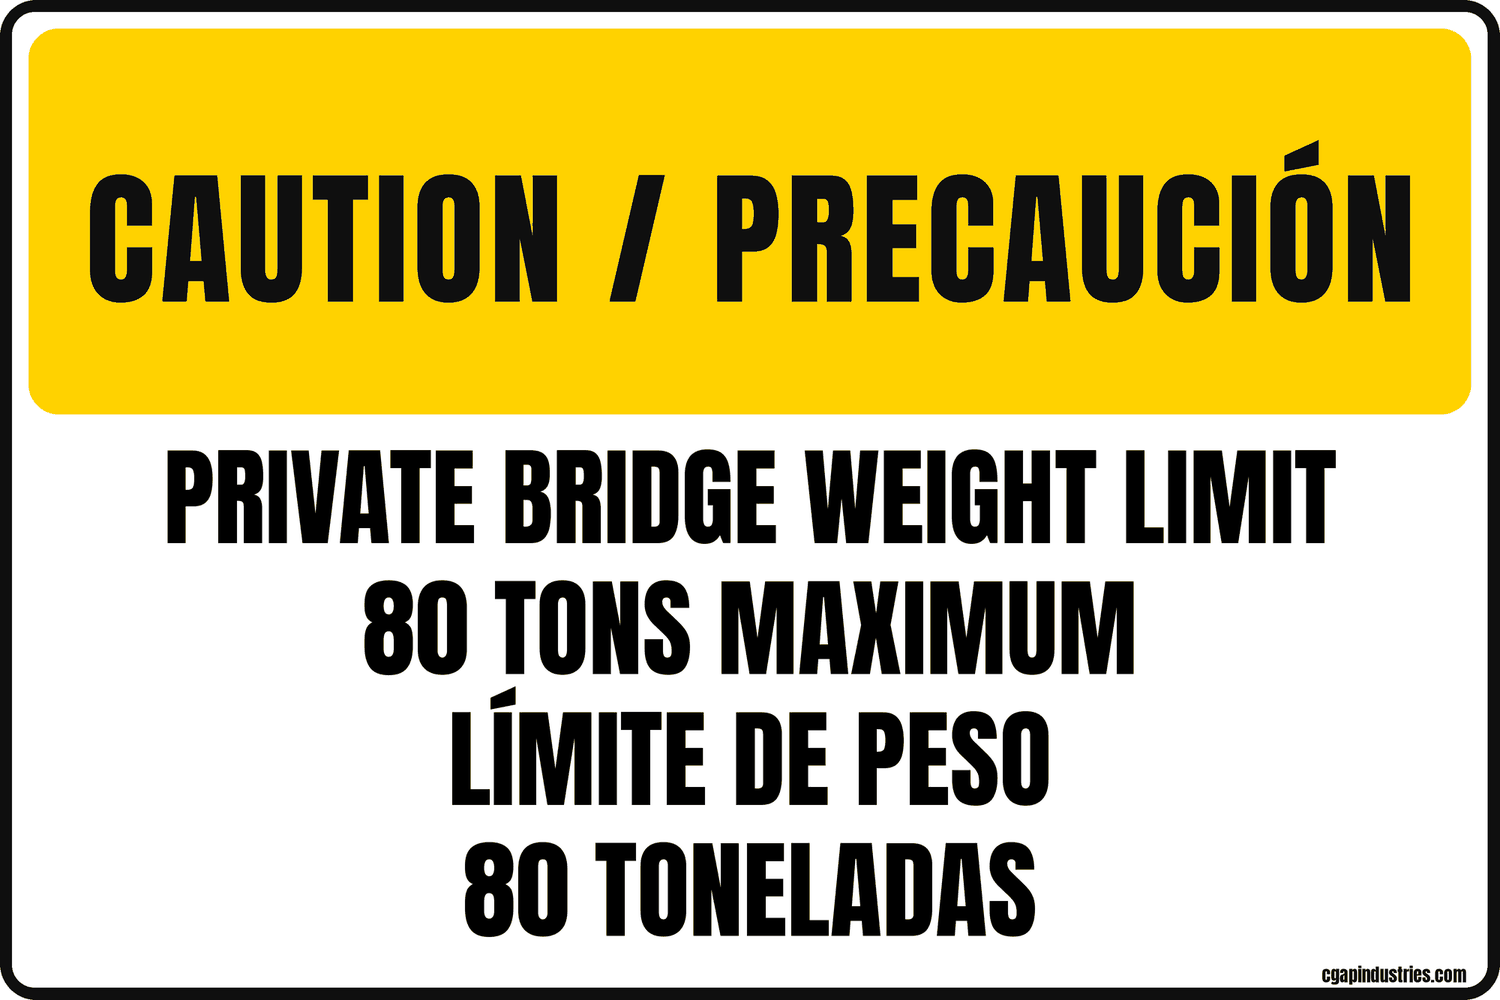 CAUTION / PRECAUCIÓN
PRIVATE BRIDGE WEIGHT LIMIT
80 TONS MAXIMUM
LÍMITE DE PESO
80 TONELADAS
cgapindustries.com